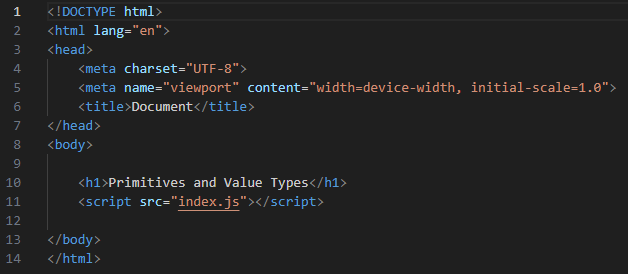 1 <!DOCTYPE html>
2 <html lang="en">
3 <head>
4     <meta charset="UTF-8">
5     <meta name="viewport" content="width=device-width, initial-scale=1.0">
6     <title>Document</title>
7 </head>
8 <body>
9
10     <h1>Primitives and Value Types</h1>
11     <script src="index.js"></script>
12
13 </body>
14 </html>